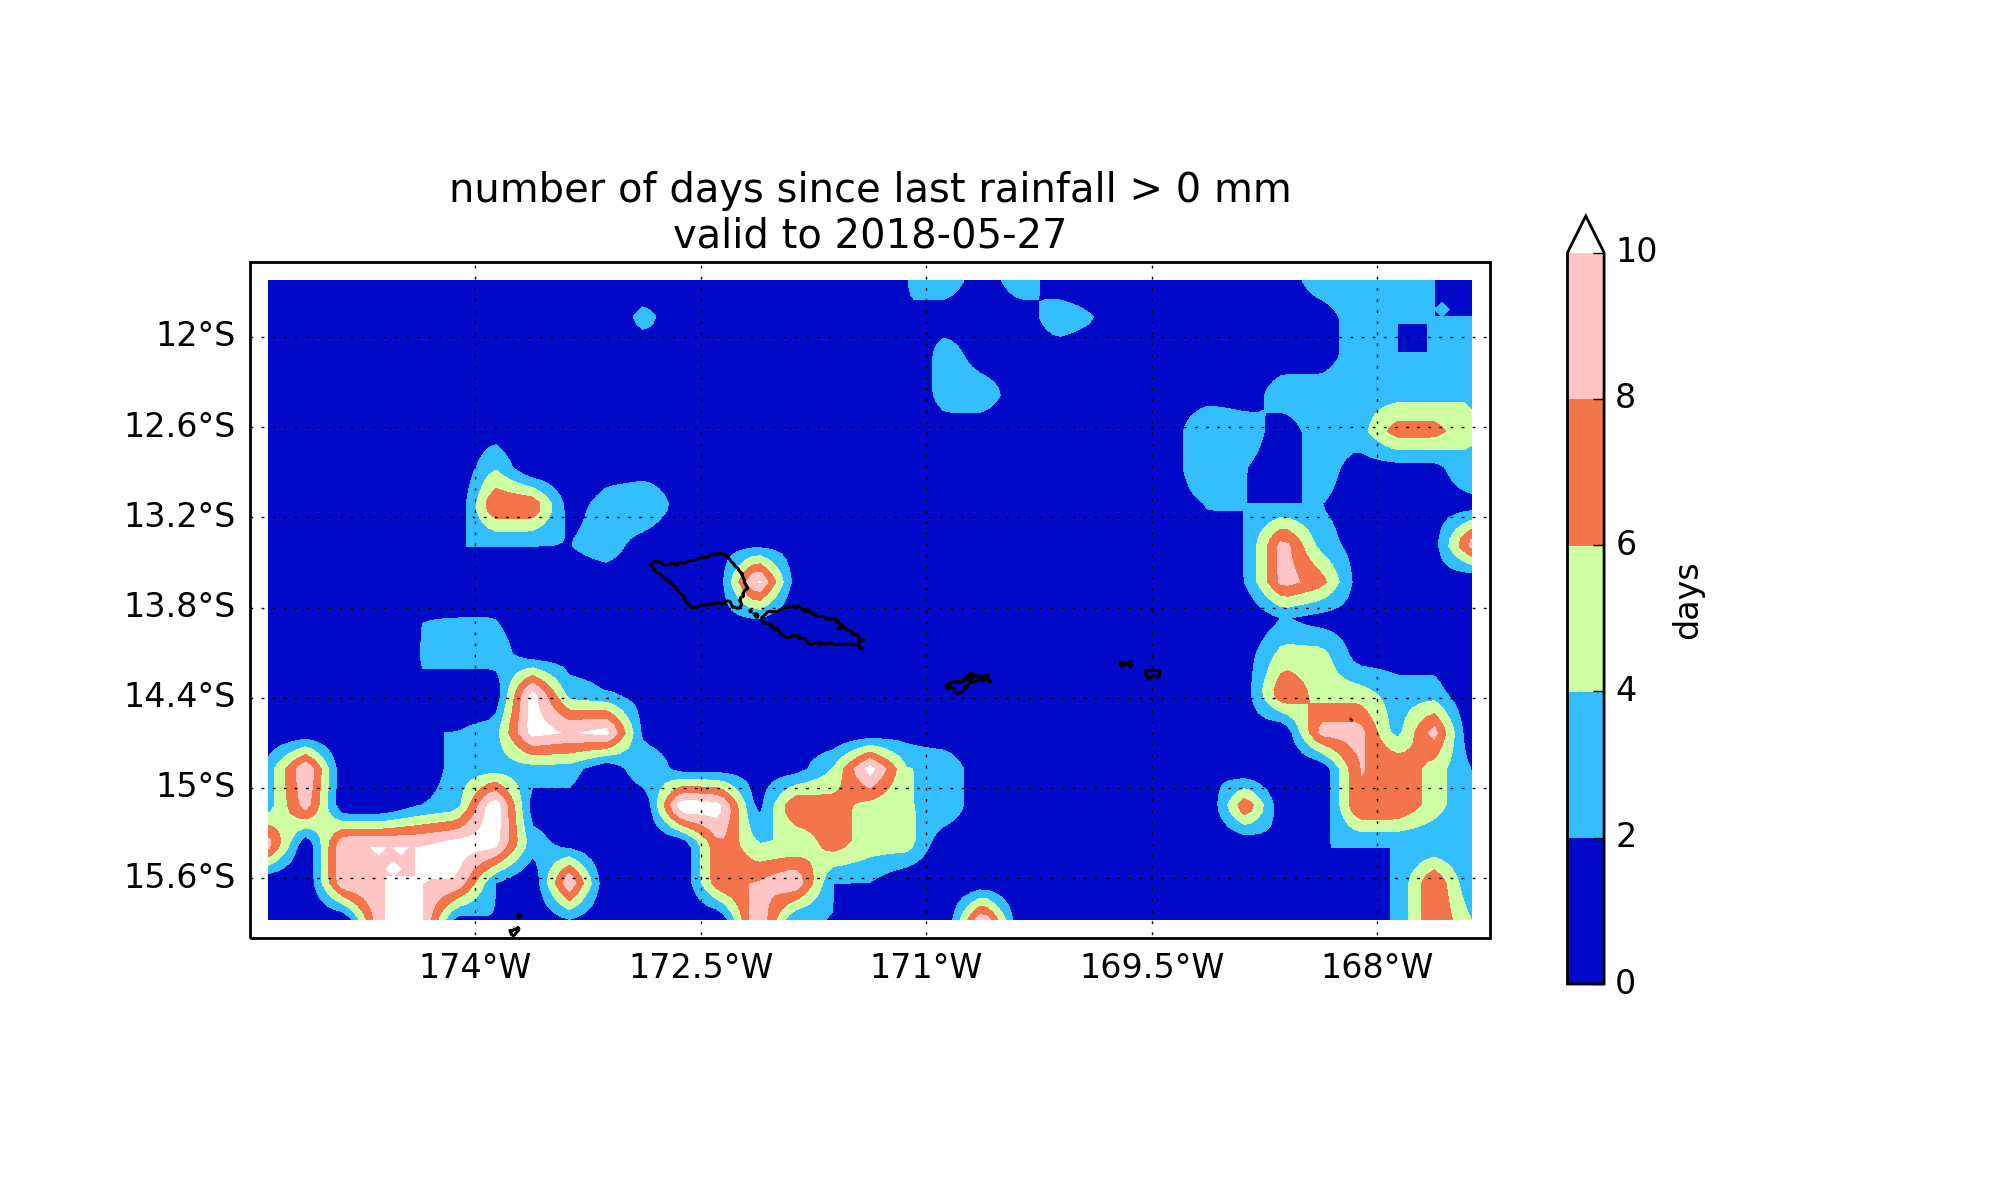 number of days since last rainfall > 0 mm
valid to 2018-05-27
12°S
12.6°S
13.2°S
13.8°S
14.4°S
15°S
15.6°S
174°W 172.5°W 171°W 169.5°W 168°W
10
8
6
4
2
0
days